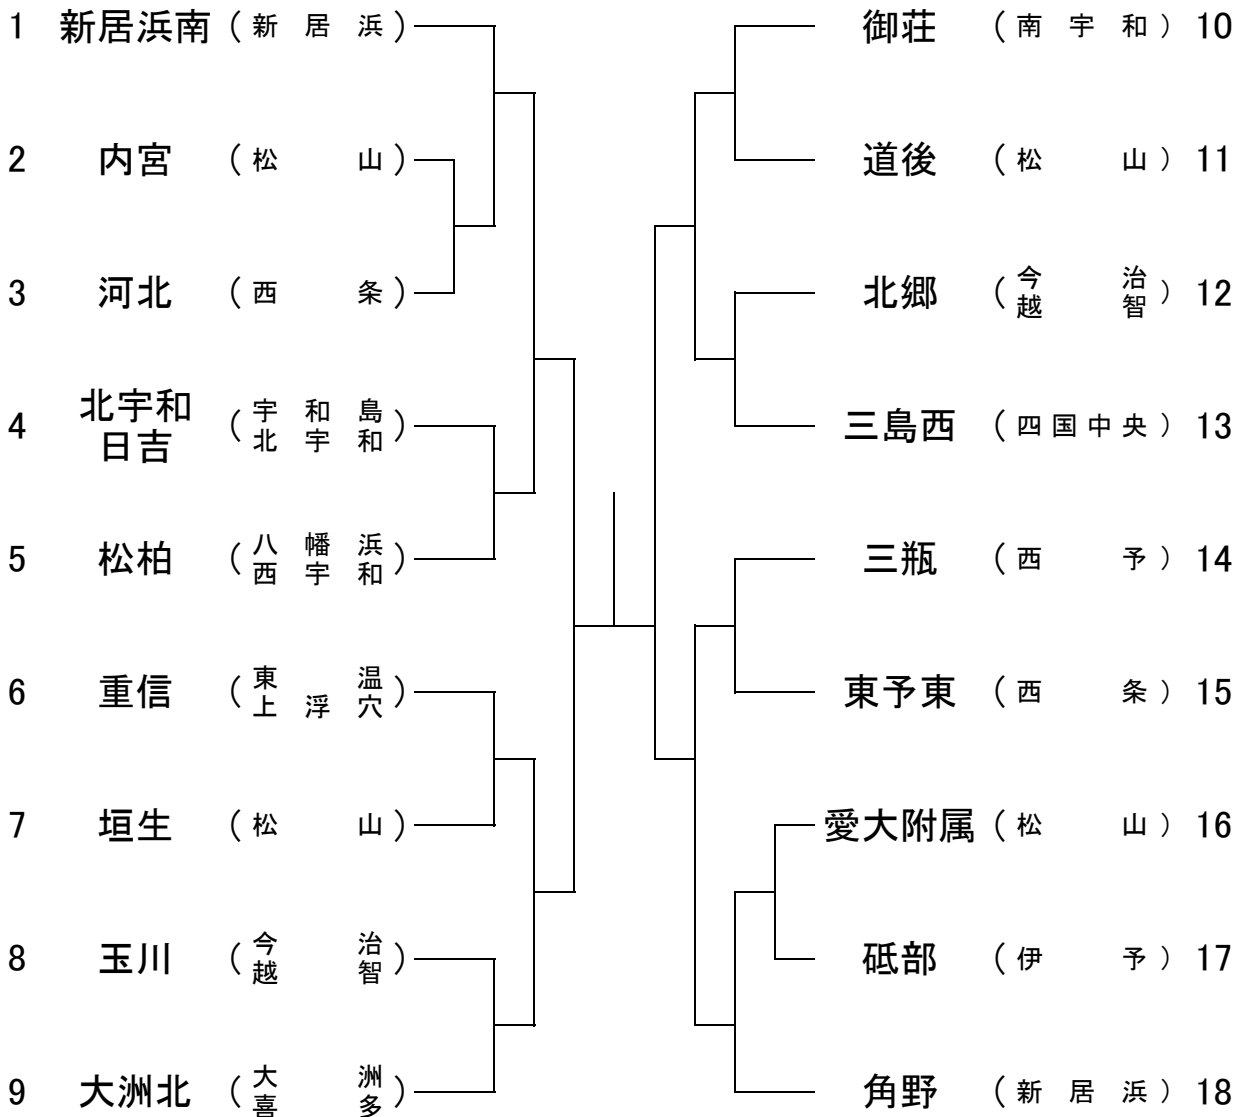 1 新居浜南 (新居浜)
2 内宮 (松山)
3 河北 (西条)
4 北宇和 日吉 (宇和島 北宇和)
5 松柏 (八幡浜 西宇和)
6 重信 (東温 上浮穴)
7 垣生 (松山)
8 玉川 (今治 越智)
9 大洲北 (大洲 喜多)
御荘 (南宇和) 10
道後 (松山) 11
北郷 (今治 越智) 12
三島西 (四国中央) 13
三瓶 (西予) 14
東予東 (西条) 15
愛大附属 (松山) 16
砥部 (伊予) 17
角野 (新居浜) 18